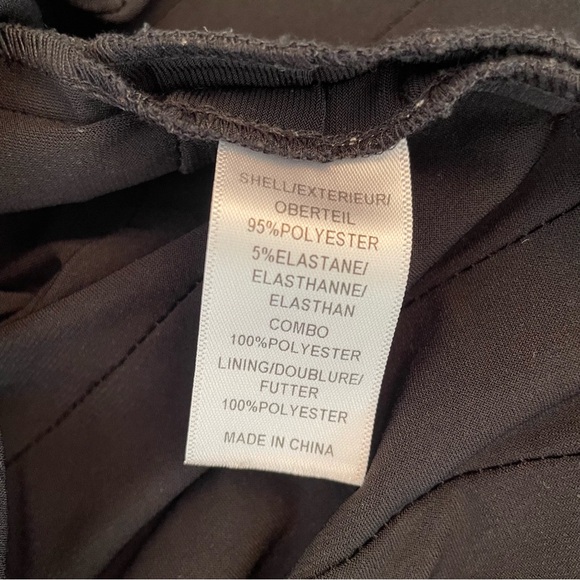 SHELL/EXTERIEUR/
OBERTEIL
95%POLYESTER
5%ELASTANE/
ELASTHANNE/
ELASTHAN
COMBO
100%POLYESTER
LINING/DOUBLURE/
FUTTER
100%POLYESTER
MADE IN CHINA